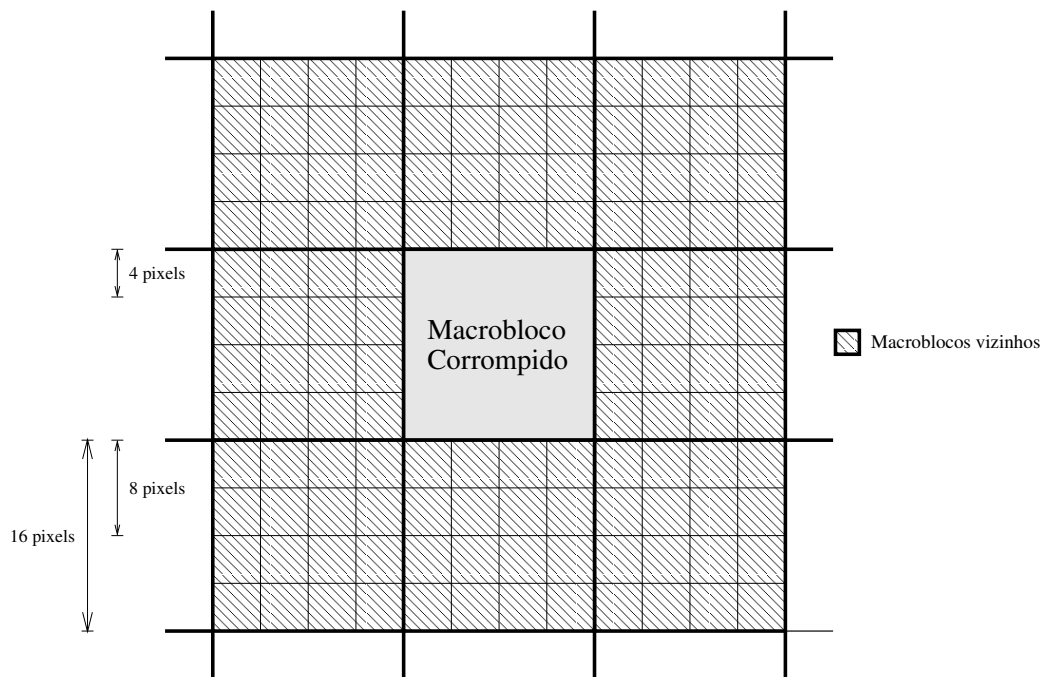 4 pixels
Macrobloco
Corrompido
Macroblocos vizinhos
8 pixels
16 pixels